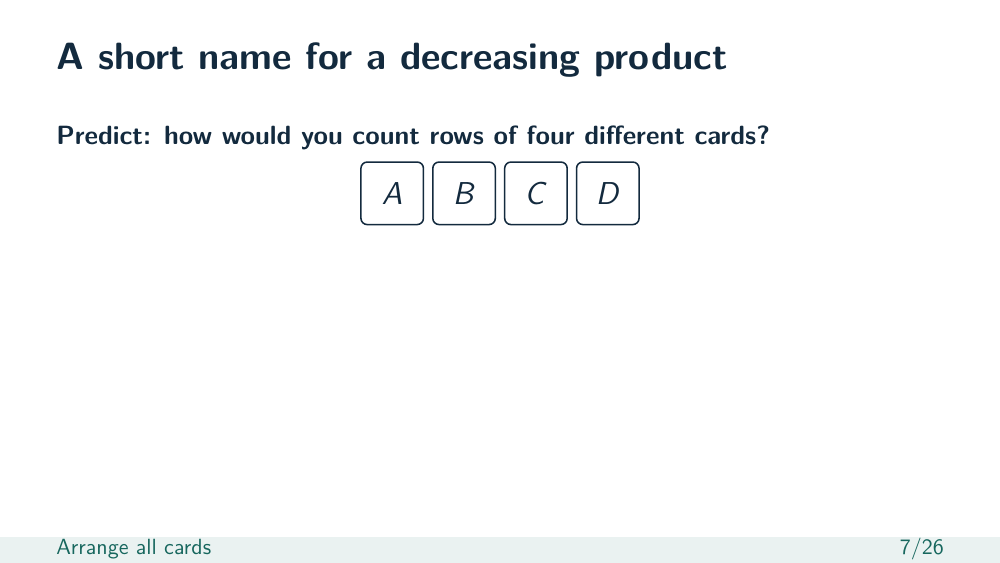 A short name for a decreasing product
Predict: how would you count rows of four different cards?
A B C D
Arrange all cards 7/26